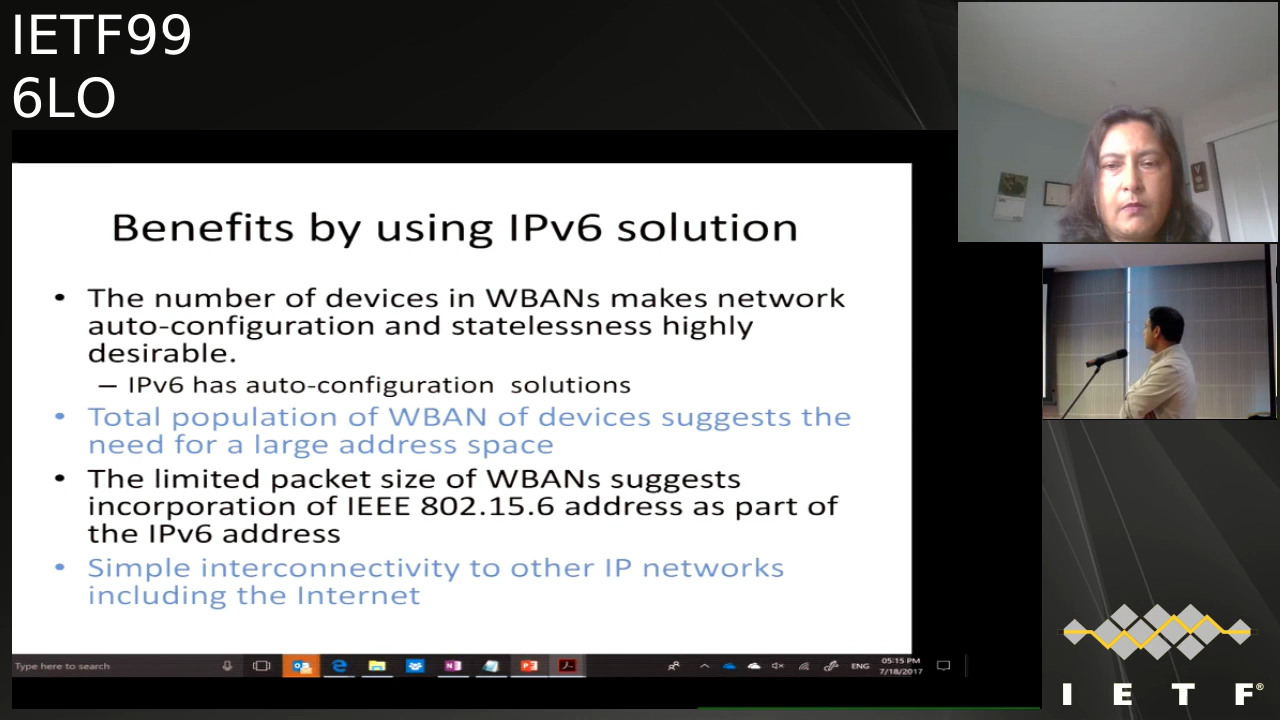 IETF99
6LO
Benefits by using IPv6 solution
• The number of devices in WBANs makes network
auto-configuration and statelessness highly
desirable.
– IPv6 has auto-configuration solutions
• Total population of WBAN of devices suggests the
need for a large address space
• The limited packet size of WBANs suggests
incorporation of IEEE 802.15.6 address as part of
the IPv6 address
• Simple interconnectivity to other IP networks
including the Internet
Type here to search
ENG
05:15 PM
7/18/2017
I E T F®